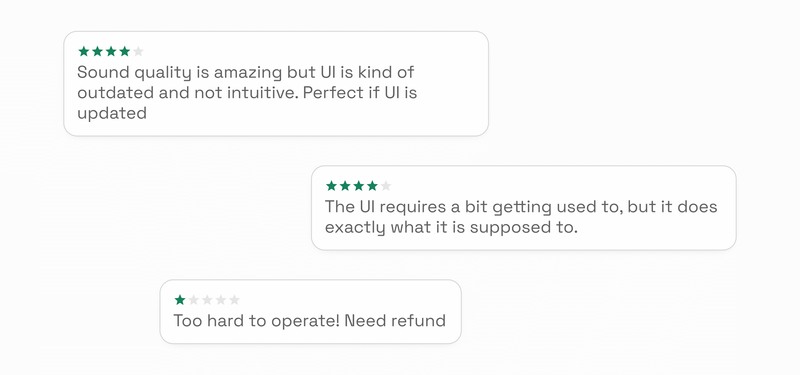 Sound quality is amazing but UI is kind of
outdated and not intuitive. Perfect if UI is
updated
The UI requires a bit getting used to, but it does
exactly what it is supposed to.
Too hard to operate! Need refund